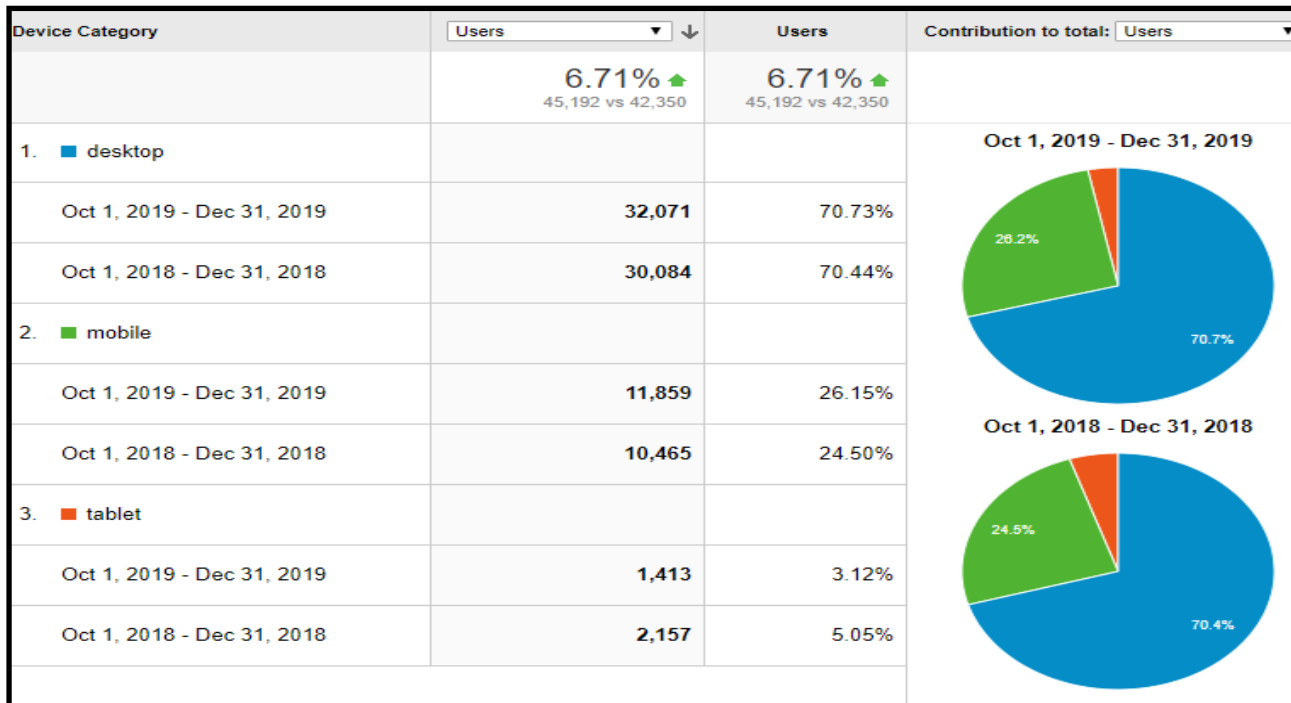 Device Category Users Users Contribution to total: Users
6.71% 6.71%
45,192 vs 42,350 45,192 vs 42,350
1. desktop
Oct 1, 2019 - Dec 31, 2019 32,071 70.73%
Oct 1, 2018 - Dec 31, 2018 30,084 70.44%
2. mobile
Oct 1, 2019 - Dec 31, 2019 11,859 26.15%
Oct 1, 2018 - Dec 31, 2018 10,465 24.50%
3. tablet
Oct 1, 2019 - Dec 31, 2019 1,413 3.12%
Oct 1, 2018 - Dec 31, 2018 2,157 5.05%
Oct 1, 2019 - Dec 31, 2019
26.2%
70.7%
Oct 1, 2018 - Dec 31, 2018
24.5%
70.4%